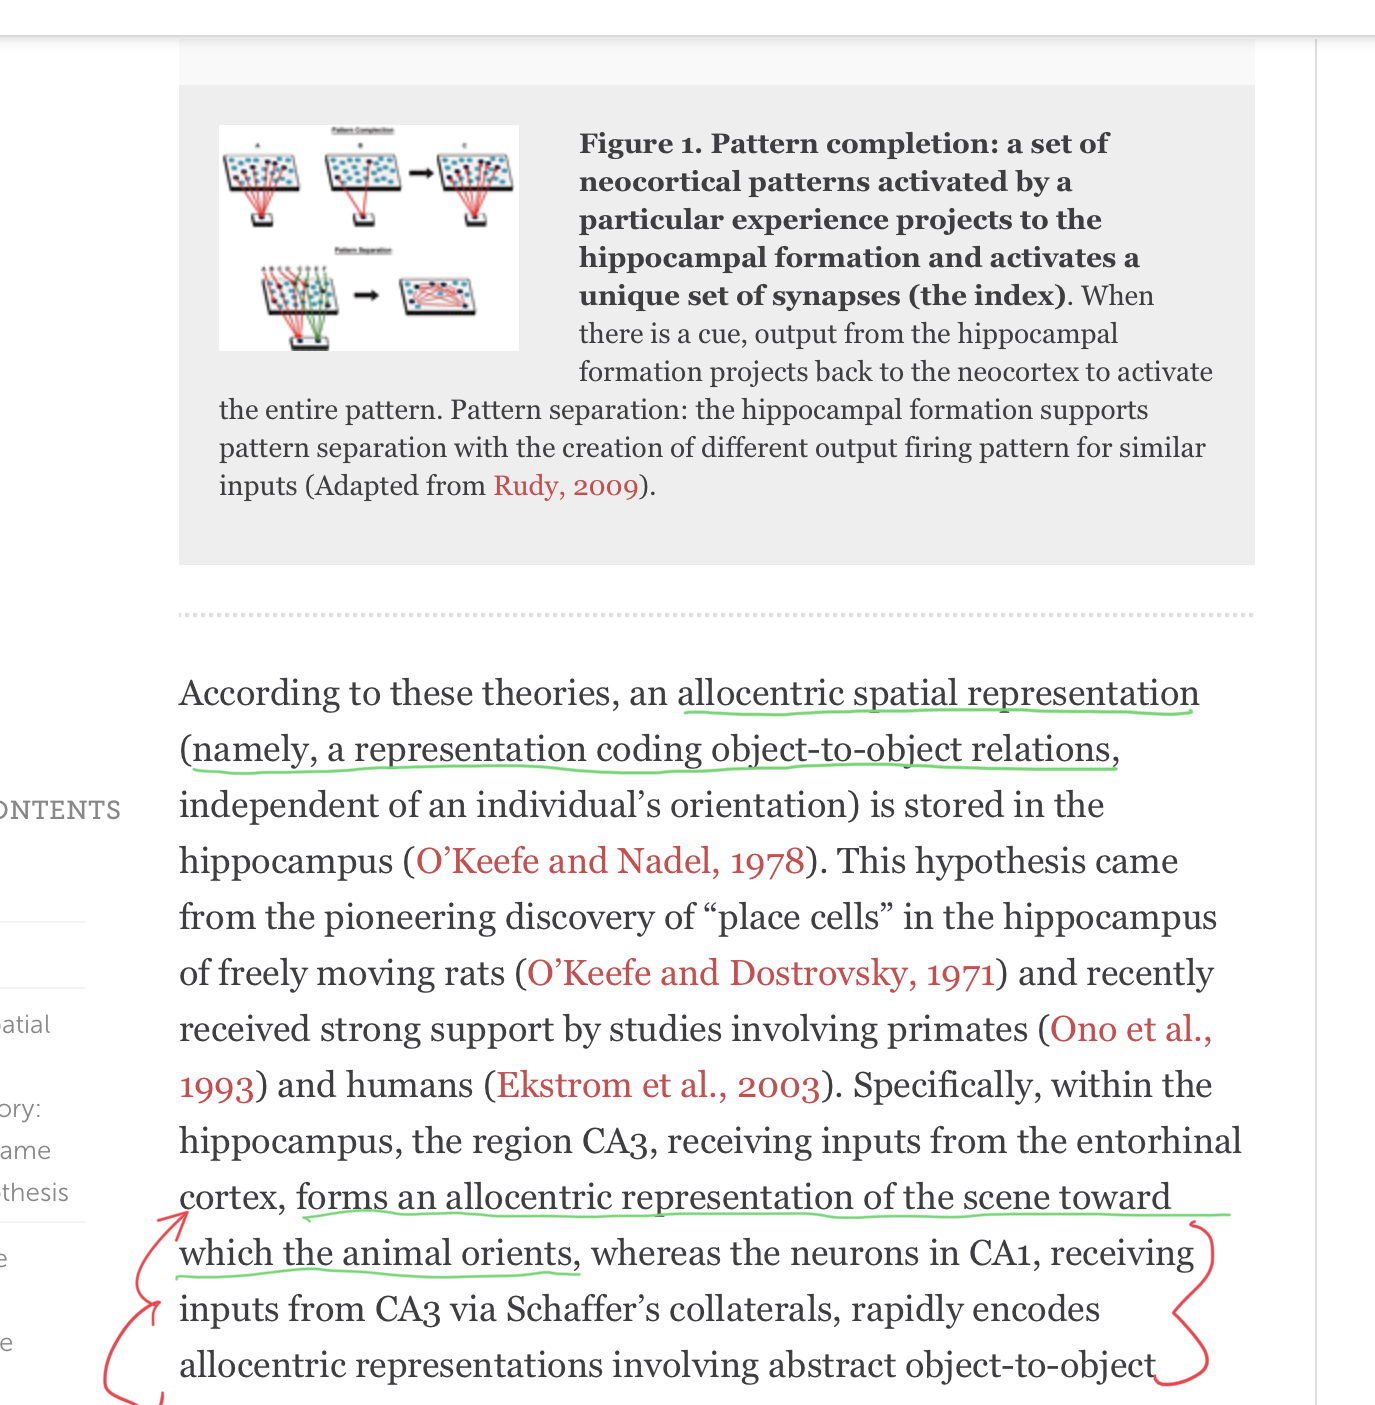 Pattern Completion
A
B
C
Pattern Separation
Figure 1. Pattern completion: a set of
neocortical patterns activated by a
particular experience projects to the
hippocampal formation and activates a
unique set of synapses (the index). When
there is a cue, output from the hippocampal
formation projects back to the neocortex to activate
the entire pattern. Pattern separation: the hippocampal formation supports
pattern separation with the creation of different output firing pattern for similar
inputs (Adapted from Rudy, 2009).
According to these theories, an allocentric spatial representation
(namely, a representation coding object-to-object relations,
independent of an individual’s orientation) is stored in the
hippocampus (O’Keefe and Nadel, 1978). This hypothesis came
from the pioneering discovery of “place cells” in the hippocampus
of freely moving rats (O’Keefe and Dostrovsky, 1971) and recently
received strong support by studies involving primates (Ono et al.,
1993) and humans (Ekstrom et al., 2003). Specifically, within the
hippocampus, the region CA3, receiving inputs from the entorhinal
cortex, forms an allocentric representation of the scene toward
which the animal orients, whereas the neurons in CA1, receiving
inputs from CA3 via Schaffer’s collaterals, rapidly encodes
allocentric representations involving abstract object-to-object
ONTENTS
atial
ory:
ame
thesis
e
e